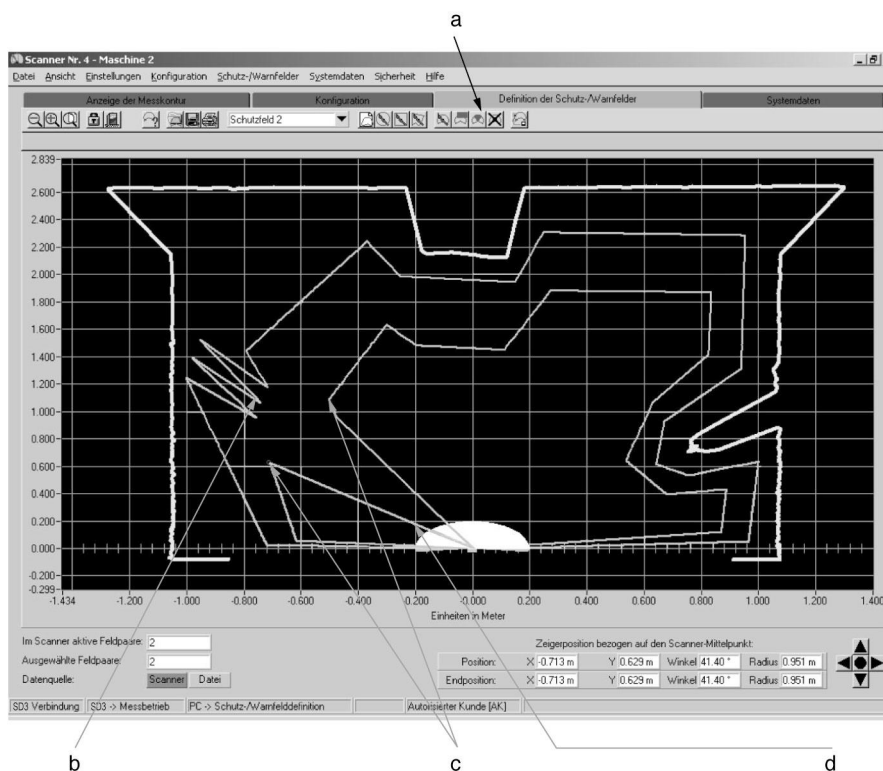 a
Scanner Nr. 4 - Maschine 2
Datei Ansicht Einstellungen Konfiguration Schutz-/Warnfelder Systemdaten Sicherheit Hilfe
Anzeige der Messkontur Konfiguration Definition der Schutz-/Warnfelder Systemdaten
Schutzfeld 2
2.839
2.600
2.400
2.200
2.000
1.800
1.600
1.400
1.200
1.000
0.800
0.600
0.400
0.200
0.000
-0.200
-0.299
-1.434 -1.200 -1.000 -0.800 -0.600 -0.400 -0.200 0.000 0.200 0.400 0.600 0.800 1.000 1.200 1.400
Einheiten in Meter
Im Scanner aktive Feldpaare: 2
Zeigerposition bezogen auf den Scanner-Mittelpunkt:
Ausgewählte Feldpaare: 2
Position: X -0.713 m Y 0.629 m Winkel 41.40 ° Radius 0.951 m
Datenquelle: Scanner Datei
Endposition: X -0.713 m Y 0.629 m Winkel 41.40 ° Radius 0.951 m
SD3 Verbindung SD3 -> Messbetrieb PC -> Schutz-/Warnfelddefinition Autorisierter Kunde [AK]
b c d